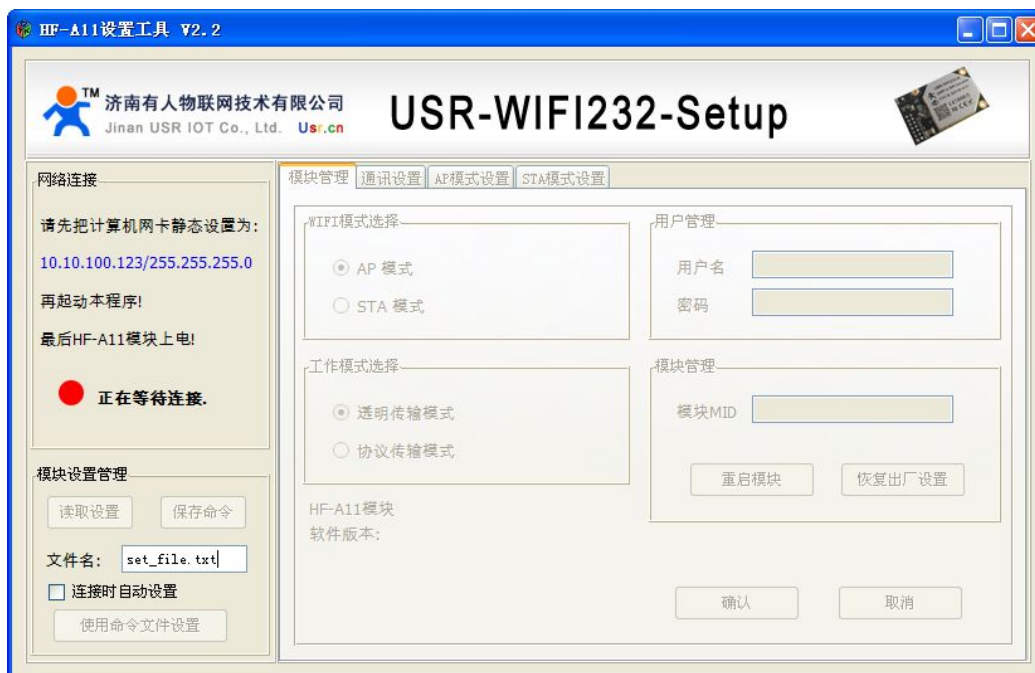 HF-A11设置工具 V2.2
TM
济南有人物联网技术有限公司
Jinan USR IOT Co., Ltd. Usr.cn
USR-WIFI232-Setup
网络连接
请先把计算机网卡静态设置为:
10.10.100.123/255.255.255.0
再起动本程序!
最后HF-A11模块上电!
正在等待连接.
模块设置管理
读取设置 保存命令
文件名: set_file.txt
连接时自动设置
使用命令文件设置
模块管理 通讯设置 AP模式设置 STA模式设置
WIFI模式选择
AP 模式
STA 模式
用户管理
用户名
密码
工作模式选择
透明传输模式
协议传输模式
模块管理
模块MID
重启模块 恢复出厂设置
HF-A11模块
软件版本:
确认 取消